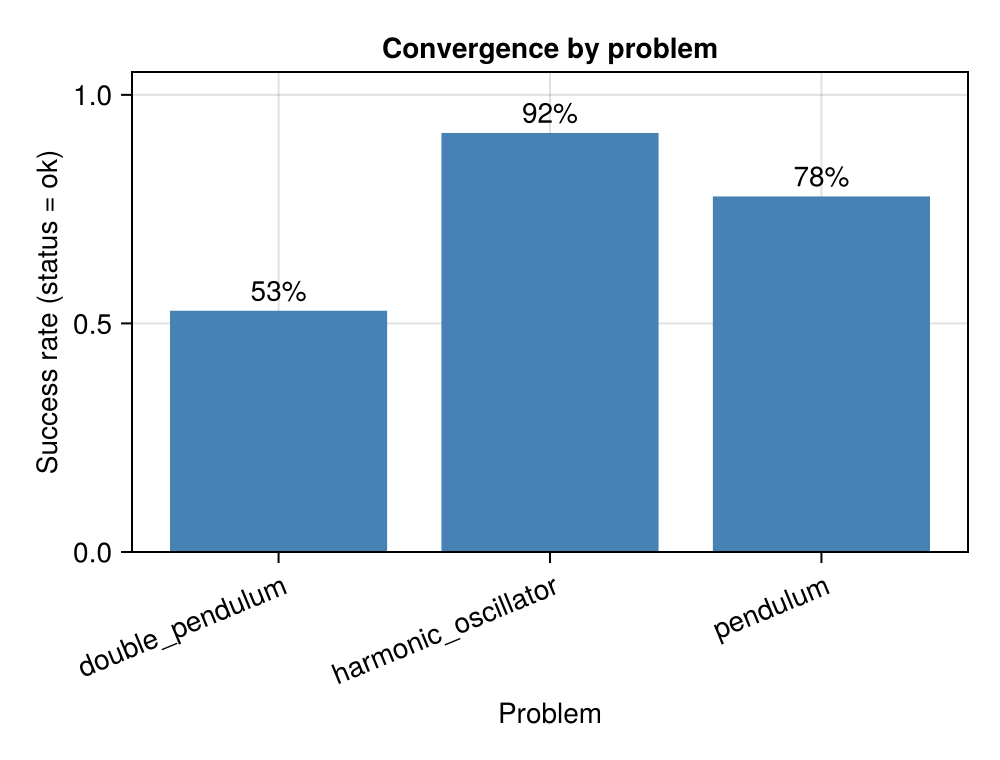 Convergence by problem
Success rate (status = ok)
1.0
0.5
0.0
53%
92%
78%
double_pendulum
harmonic_oscillator
pendulum
Problem